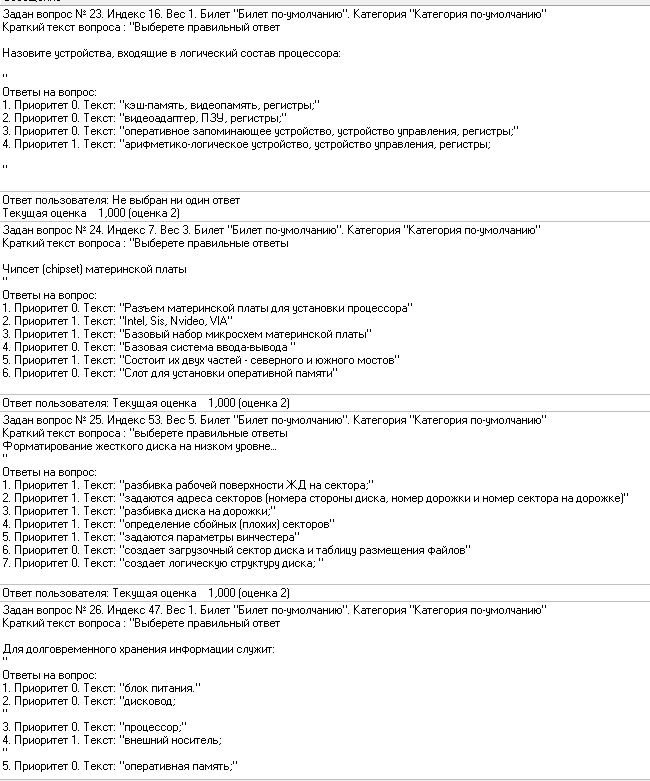 Задан вопрос № 23. Индекс 16. Вес 1. Билет "Билет по-умолчанию". Категория "Категория по-умолчанию"
Краткий текст вопроса : "Выберете правильный ответ
Назовите устройства, входящие в логический состав процессора:
"
Ответы на вопрос:
1. Приоритет 0. Текст: "кэш-память, видеопамять, регистры;"
2. Приоритет 0. Текст: "видеоадаптер, ПЗУ, регистры;"
3. Приоритет 0. Текст: "оперативное запоминающее устройство, устройство управления, регистры;"
4. Приоритет 1. Текст: "арифметико-логическое устройство, устройство управления, регистры;
"
Ответ пользователя: Не выбран ни один ответ
Текущая оценка    1,000 (оценка 2)
Задан вопрос № 24. Индекс 7. Вес 3. Билет "Билет по-умолчанию". Категория "Категория по-умолчанию"
Краткий текст вопроса : "Выберете правильные ответы
Чипсет (chipset) материнской платы
"
Ответы на вопрос:
1. Приоритет 0. Текст: "Разъем материнской платы для установки процессора"
2. Приоритет 1. Текст: "Intel, Sis, Nvideo, VIA"
3. Приоритет 1. Текст: "Базовый набор микросхем материнской платы"
4. Приоритет 0. Текст: "Базовая система ввода-вывода "
5. Приоритет 1. Текст: "Состоит их двух частей - северного и южного мостов"
6. Приоритет 0. Текст: "Слот для установки оперативной памяти"
Ответ пользователя: Текущая оценка    1,000 (оценка 2)
Задан вопрос № 25. Индекс 53. Вес 5. Билет "Билет по-умолчанию". Категория "Категория по-умолчанию"
Краткий текст вопроса : "выберете правильные ответы
Форматирование жесткого диска на низком уровне...
"
Ответы на вопрос:
1. Приоритет 1. Текст: "разбивка рабочей поверхности ЖД на сектора;"
2. Приоритет 1. Текст: "задаются адреса секторов (номера стороны диска, номер дорожки и номер сектора на дорожке)"
3. Приоритет 1. Текст: "разбивка диска на дорожки;"
4. Приоритет 1. Текст: "определение сбойных (плохих) секторов"
5. Приоритет 1. Текст: "задаются параметры винчестера"
6. Приоритет 0. Текст: "создает загрузочный сектор диска и таблицу размещения файлов"
7. Приоритет 0. Текст: "создает логическую структуру диска; "
Ответ пользователя: Текущая оценка    1,000 (оценка 2)
Задан вопрос № 26. Индекс 47. Вес 1. Билет "Билет по-умолчанию". Категория "Категория по-умолчанию"
Краткий текст вопроса : "Выберете правильный ответ
Для долговременного хранения информации служит:
"
Ответы на вопрос:
1. Приоритет 0. Текст: "блок питания."
2. Приоритет 0. Текст: "дисковод;
"
3. Приоритет 0. Текст: "процессор;"
4. Приоритет 1. Текст: "внешний носитель;
"
5. Приоритет 0. Текст: "оперативная память;"